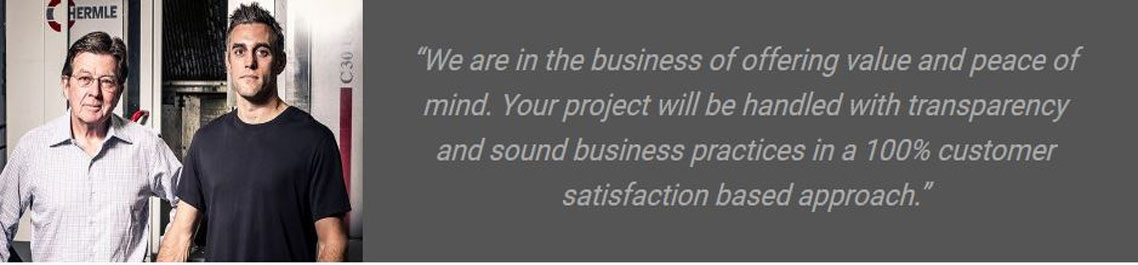 HERMLE
C30
“We are in the business of offering value and peace of
mind. Your project will be handled with transparency
and sound business practices in a 100% customer
satisfaction based approach.”